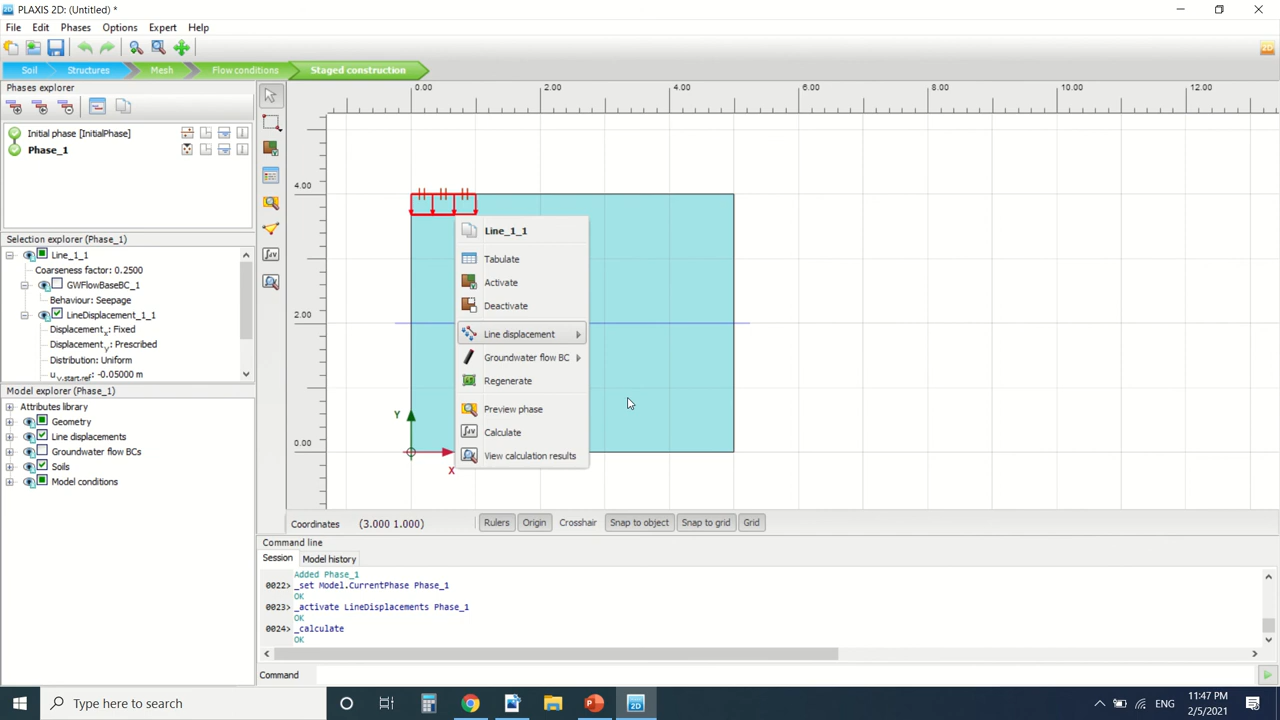 PLAXIS 2D: (Untitled) *
File Edit Phases Options Expert Help
Soil Structures Mesh Flow conditions Staged construction
Phases explorer
Initial phase [InitialPhase]
Phase_1
Selection explorer (Phase_1)
Line_1_1
Coarseness factor: 0.2500
GWFlowBaseBC_1
Behaviour: Seepage
LineDisplacement_1_1
Displacementx: Fixed
Displacementy: Prescribed
Distribution: Uniform
uy,start,ref: -0.05000 m
Model explorer (Phase_1)
Attributes library
Geometry
Line displacements
Groundwater flow BCs
Soils
Model conditions
0.00 2.00 4.00 6.00 8.00 10.00 12.00
4.00
2.00
0.00
Y
X
Line_1_1
Tabulate
Activate
Deactivate
Line displacement
Groundwater flow BC
Regenerate
Preview phase
Calculate
View calculation results
Coordinates (3.000 1.000) Rulers Origin Crosshair Snap to object Snap to grid Grid
Command line
Session Model history
Added Phase_1
0022> _set Model.CurrentPhase Phase_1
OK
0023> _activate LineDisplacements Phase_1
OK
0024> _calculate
OK
Command
Type here to search
ENG
11:47 PM
2/5/2021
2D